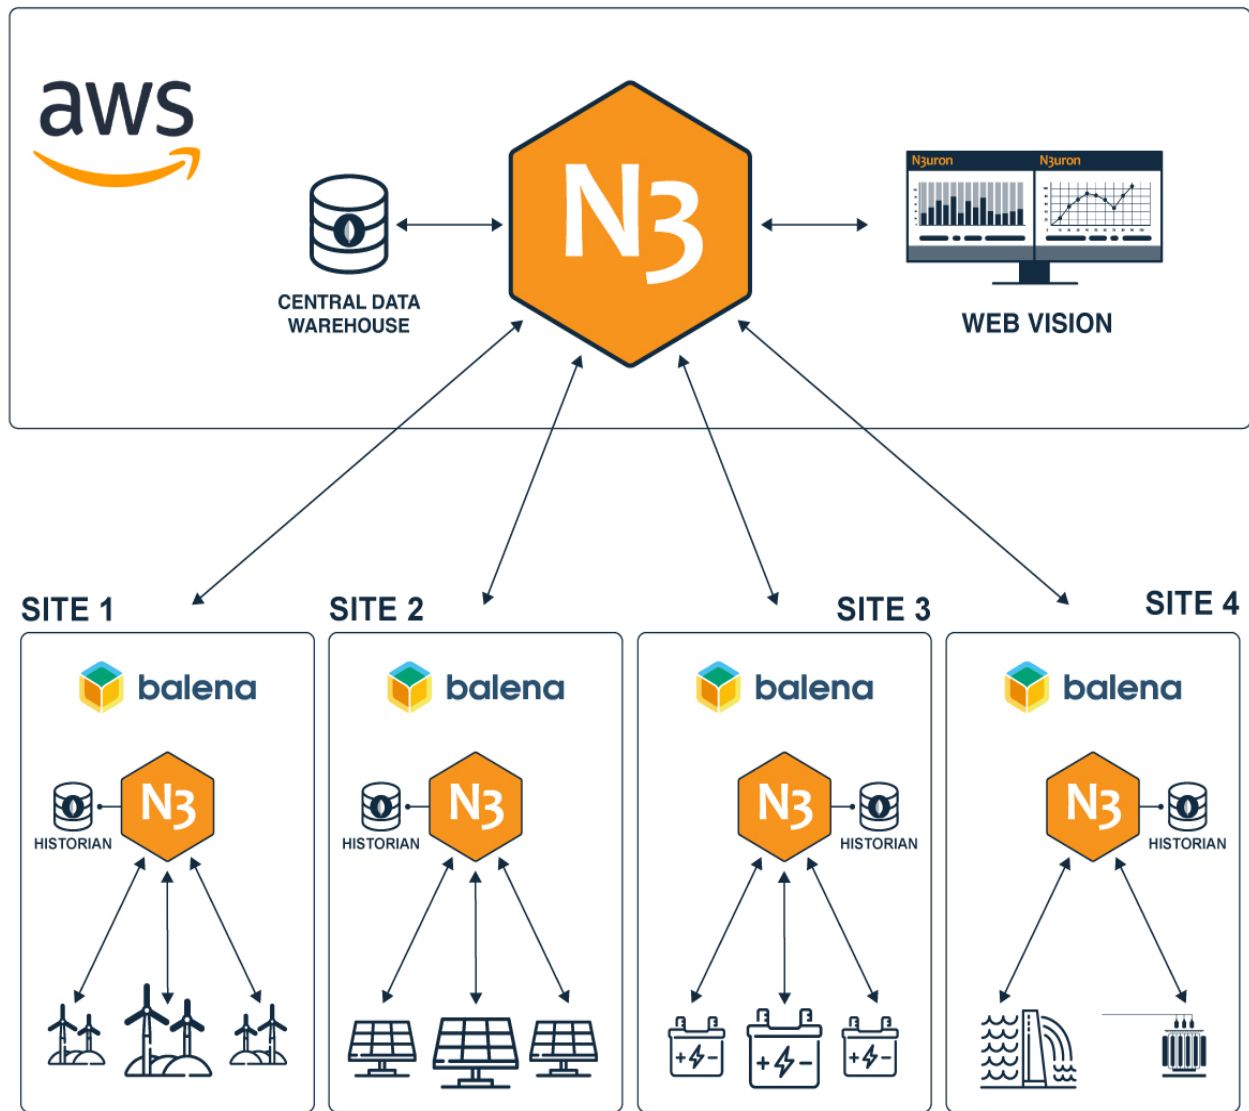 aws
N3
N3uron
N3uron
CENTRAL DATA
WAREHOUSE
WEB VISION
SITE 1
SITE 2
SITE 3
SITE 4
balena
balena
balena
balena
N3
N3
N3
N3
HISTORIAN
HISTORIAN
HISTORIAN
HISTORIAN